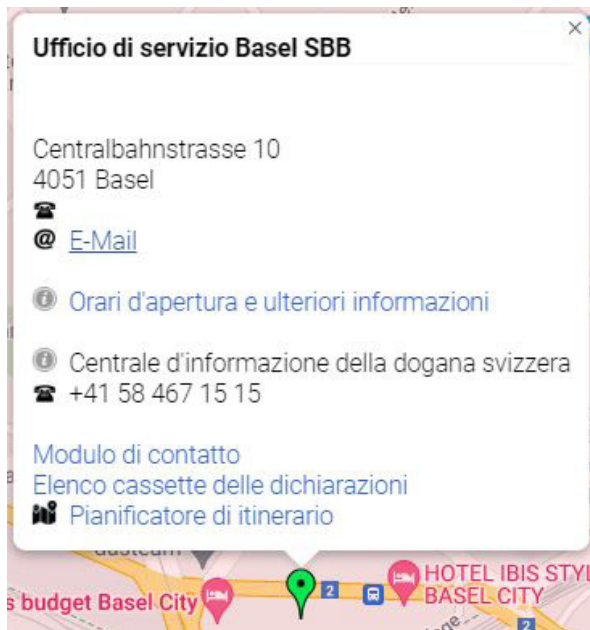 Ufficio di servizio Basel SBB
Centralbahnstrasse 10
4051 Basel
@ E-Mail
Orari d'apertura e ulteriori informazioni
Centrale d'informazione della dogana svizzera
+41 58 467 15 15
Modulo di contatto
Elenco cassette delle dichiarazioni
Pianificatore di itinerario
HOTEL IBIS STYL
BASEL CITY
s budget Basel City
2
2